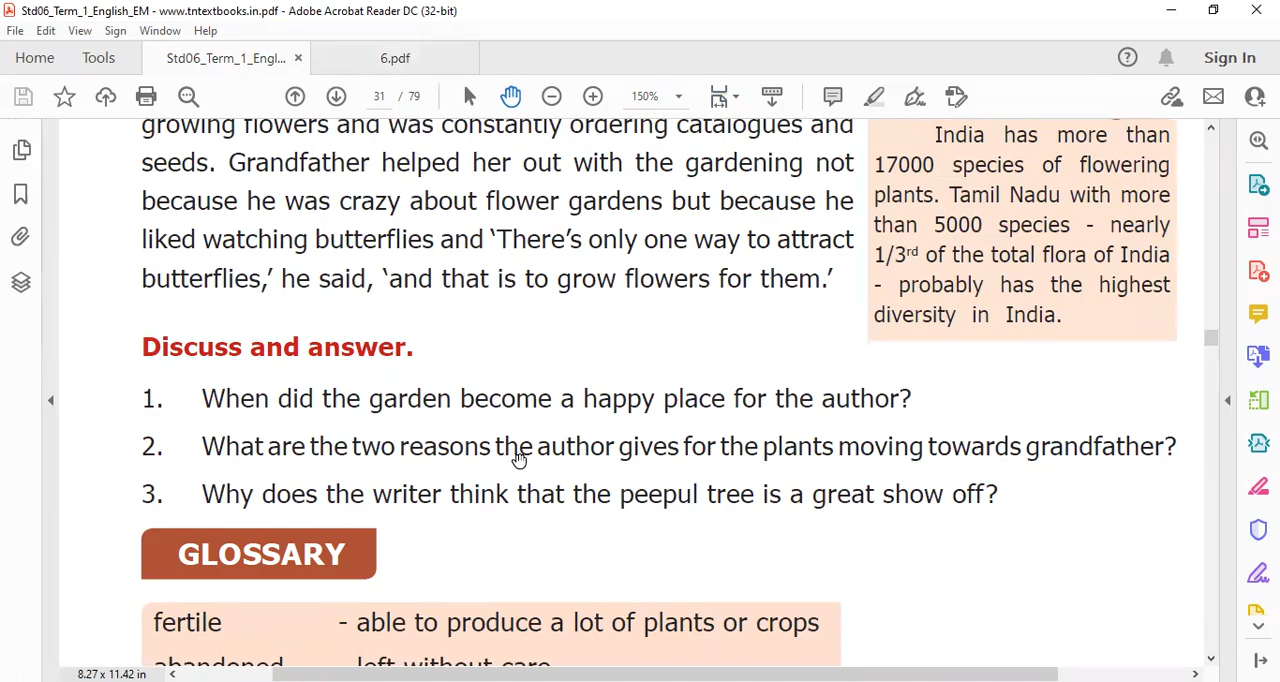 Std06_Term_1_English_EM - www.tntextbooks.in.pdf - Adobe Acrobat Reader DC (32-bit)
File Edit View Sign Window Help
Home Tools Std06_Term_1_Engl... × 6.pdf Sign In
31 / 79 150%
growing flowers and was constantly ordering catalogues and
seeds. Grandfather helped her out with the gardening not
because he was crazy about flower gardens but because he
liked watching butterflies and ‘There’s only one way to attract
butterflies,’ he said, ‘and that is to grow flowers for them.’
India has more than
17000 species of flowering
plants. Tamil Nadu with more
than 5000 species - nearly
1/3rd of the total flora of India
- probably has the highest
diversity in India.
Discuss and answer.
1. When did the garden become a happy place for the author?
2. What are the two reasons the author gives for the plants moving towards grandfather?
3. Why does the writer think that the peepul tree is a great show off?
GLOSSARY
fertile - able to produce a lot of plants or crops
abandoned - left without care
8.27 x 11.42 in